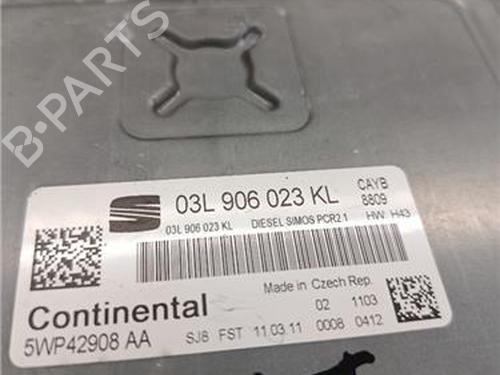 B-PARTS
03L 906 023 KL
CAYB
8809
03L 906 023 KL DIESEL SIMOS PCR2.1 HW: H43
Made in Czech Rep.
Continental
02 1103
5WP42908 AA SJ8 FST 11.03.11 0008 0412